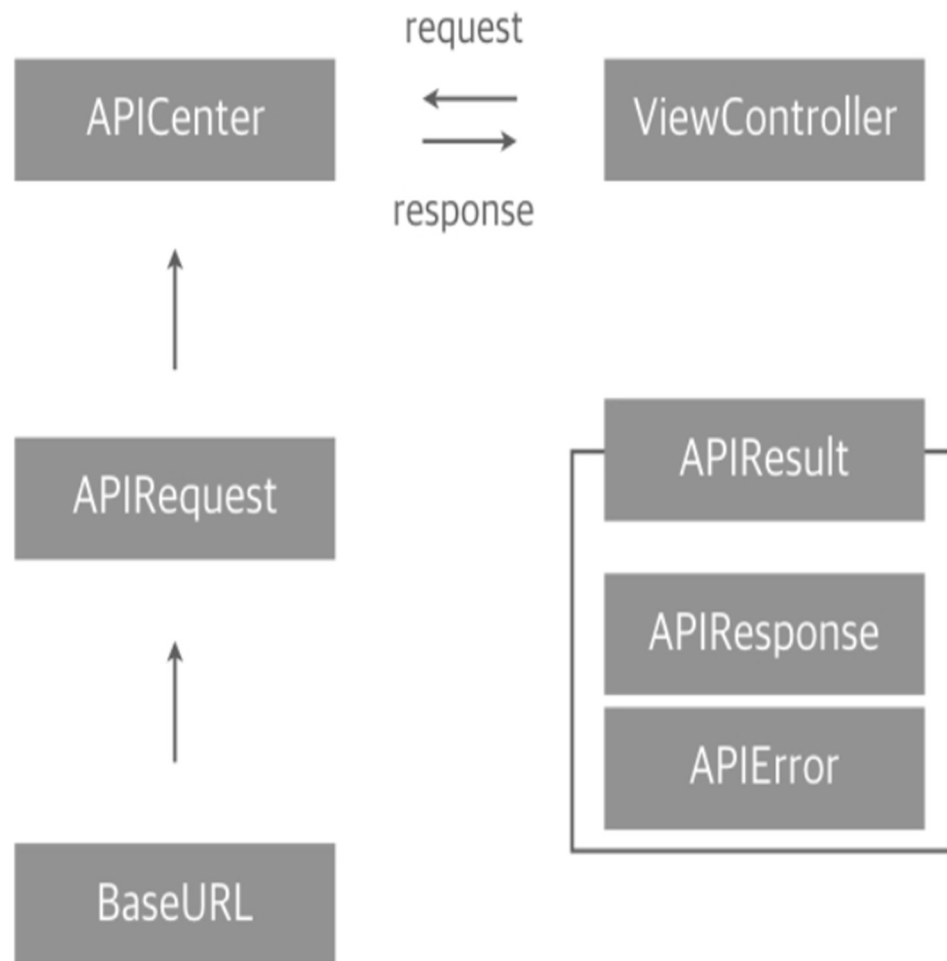 request
APICenter
ViewController
response
APIRequest
APIResult
APIResponse
APIError
BaseURL